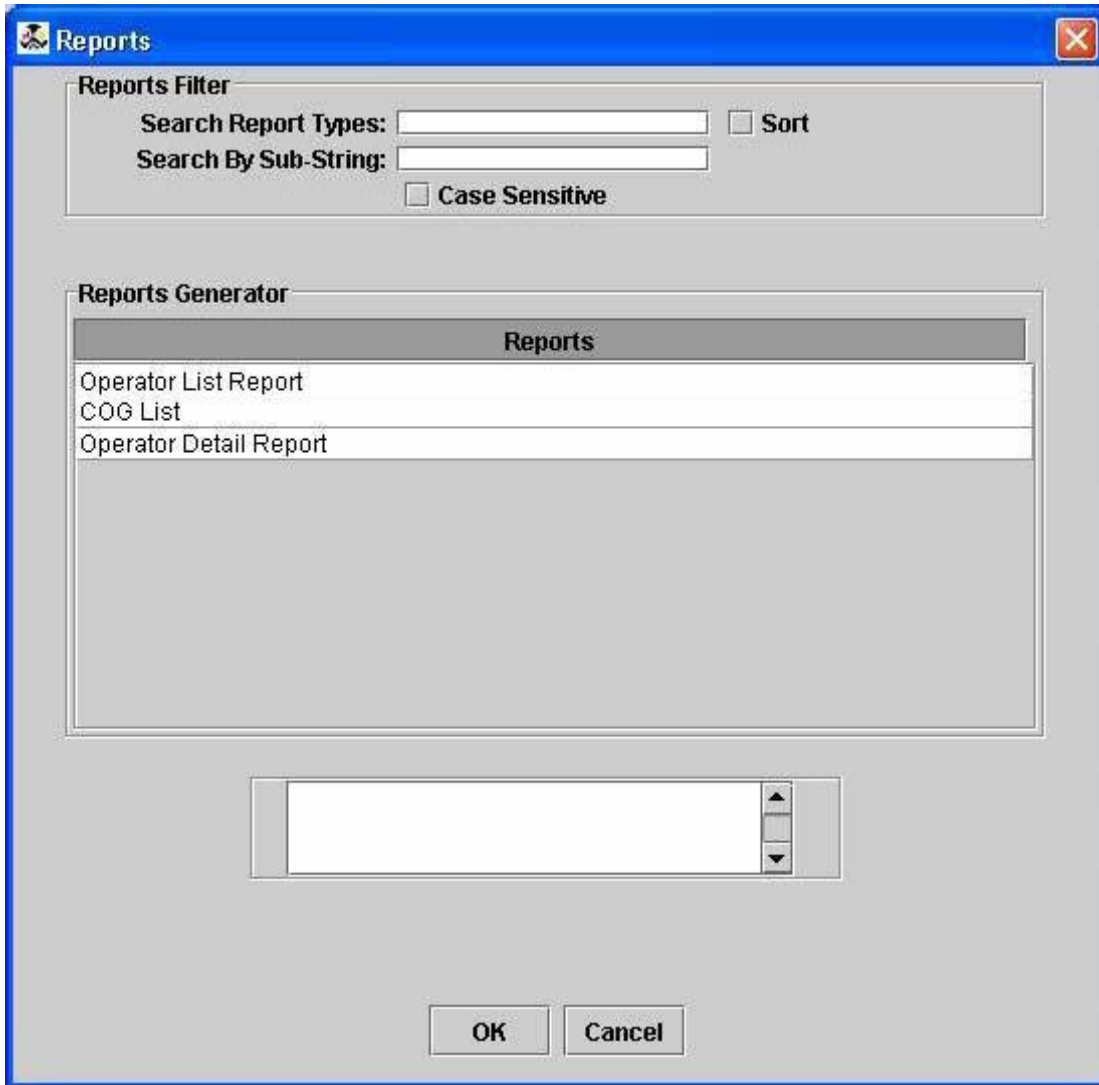 Reports
Reports Filter
Search Report Types:
Sort
Search By Sub-String:
Case Sensitive
Reports Generator
Reports
Operator List Report
COG List
Operator Detail Report
OK
Cancel